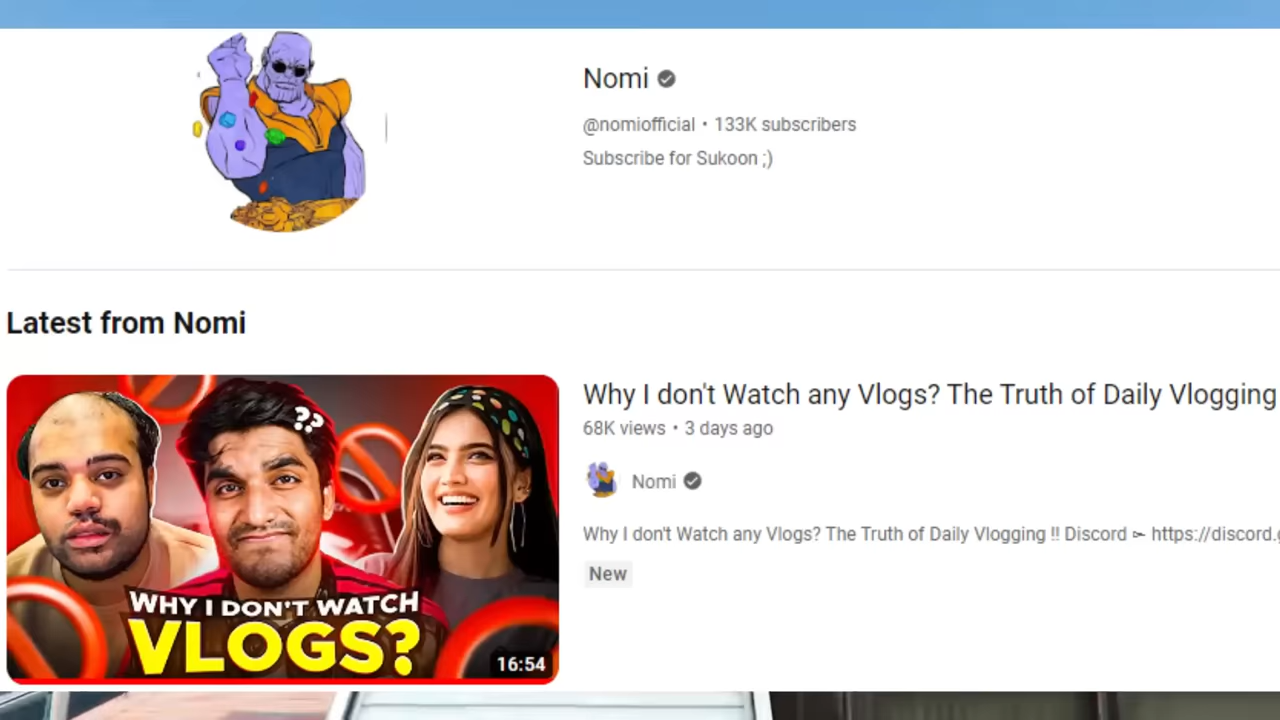 Nomi
@nomiofficial • 133K subscribers
Subscribe for Sukoon ;)
Latest from Nomi
??
WHY I DON'T WATCH
VLOGS?
16:54
Why I don't Watch any Vlogs? The Truth of Daily Vlogging
68K views • 3 days ago
Nomi
Why I don't Watch any Vlogs? The Truth of Daily Vlogging !! Discord ➛ https://discord.g
New